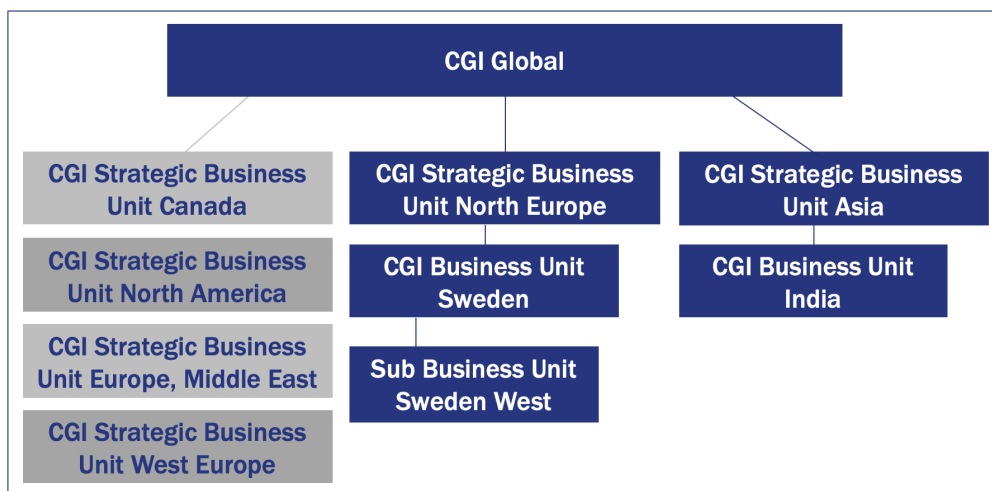 CGI Global
CGI Strategic Business
Unit Canada
CGI Strategic Business
Unit North America
CGI Strategic Business
Unit Europe, Middle East
CGI Strategic Business
Unit West Europe
CGI Strategic Business
Unit North Europe
CGI Business Unit
Sweden
Sub Business Unit
Sweden West
CGI Strategic Business
Unit Asia
CGI Business Unit
India